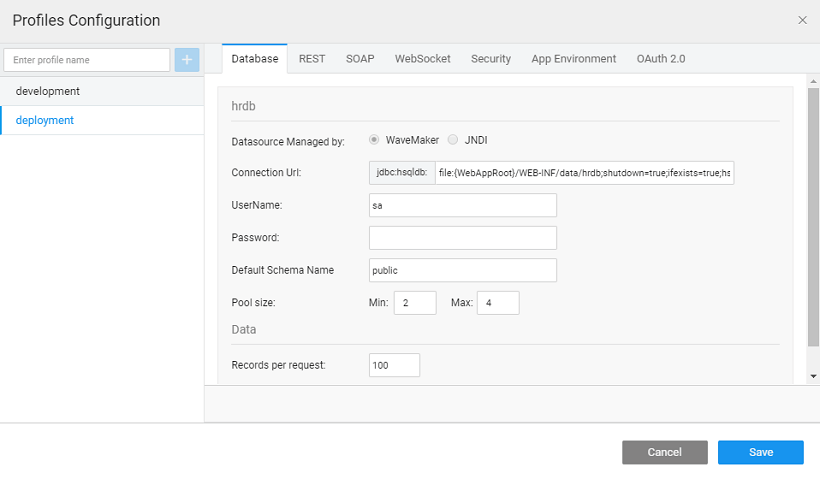 Profiles Configuration
×
Enter profile name
+
development
deployment
Database REST SOAP WebSocket Security App Environment OAuth 2.0
hrdb
Datasource Managed by: WaveMaker JNDI
Connection Url: jdbc:hsqldb: file:{WebAppRoot}/WEB-INF/data/hrdb;shutdown=true;ifexists=true;hs
UserName: sa
Password:
Default Schema Name public
Pool size: Min: 2 Max: 4
Data
Records per request: 100
Cancel Save